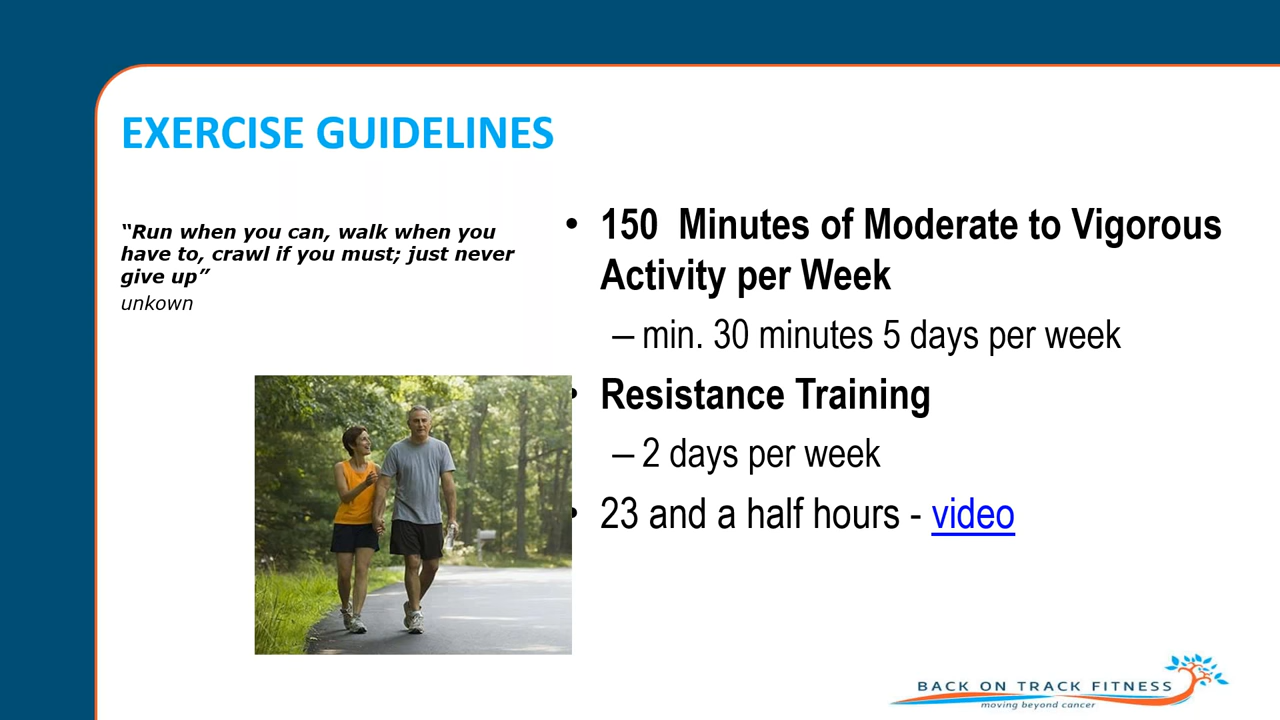 EXERCISE GUIDELINES
“Run when you can, walk when you
have to, crawl if you must; just never
give up”
unkown
• 150  Minutes of Moderate to Vigorous
Activity per Week
– min. 30 minutes 5 days per week
• Resistance Training
– 2 days per week
• 23 and a half hours - video
BACK ON TRACK FITNESS
moving beyond cancer